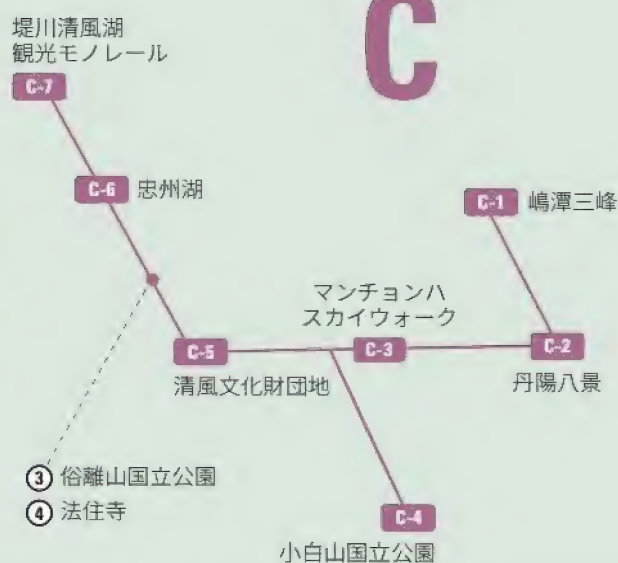 C
堤川清風湖
観光モノレール
C-7
C-6 忠州湖
C-1 嶋潭三峰
マンチョンハ
スカイウォーク
C-5
C-3
C-2
清風文化財団地
丹陽八景
③ 俗離山国立公園
④ 法住寺
C-4
小白山国立公園